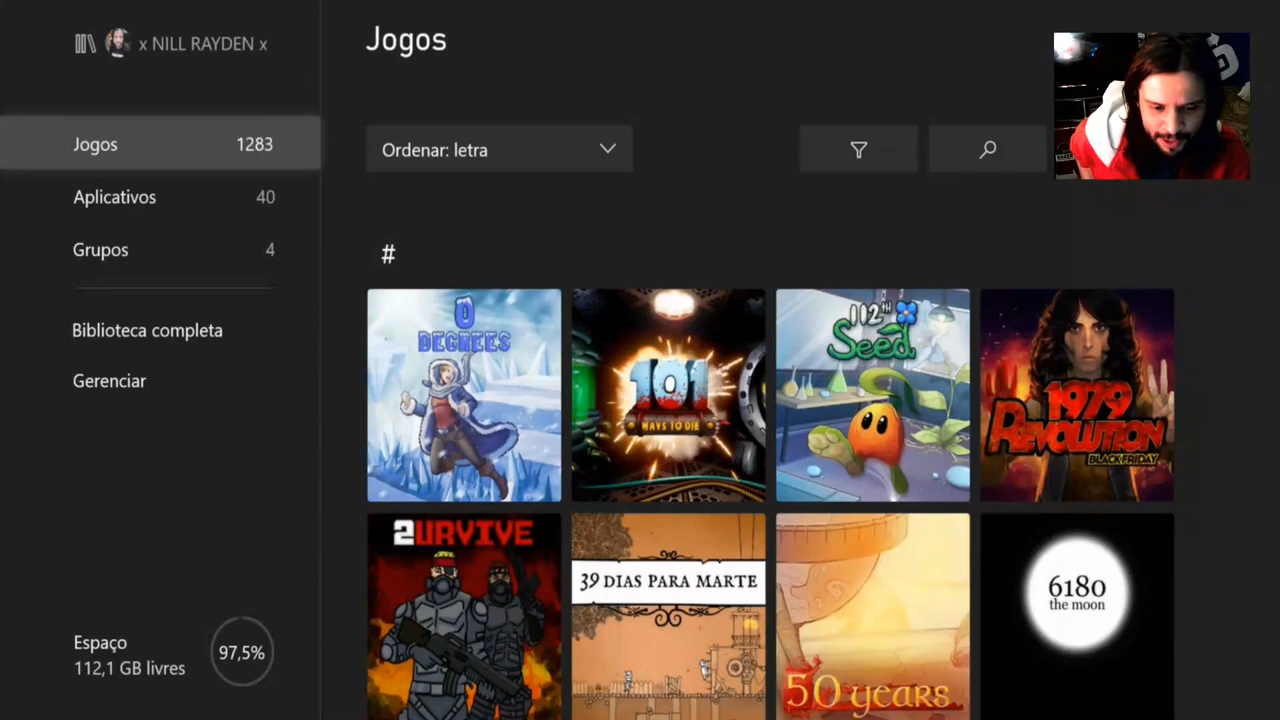 x NILL RAYDEN x
Jogos 1283
Aplicativos 40
Grupos 4
Biblioteca completa
Gerenciar
Espaço
112,1 GB livres
97,5%
Jogos
Ordenar: letra
#
0
DEGREES
101
WAYS TO DIE
112th
Seed
1979
REVOLUTION
BLACK FRIDAY
2URVIVE
39 DIAS PARA MARTE
50 years
6180
the moon